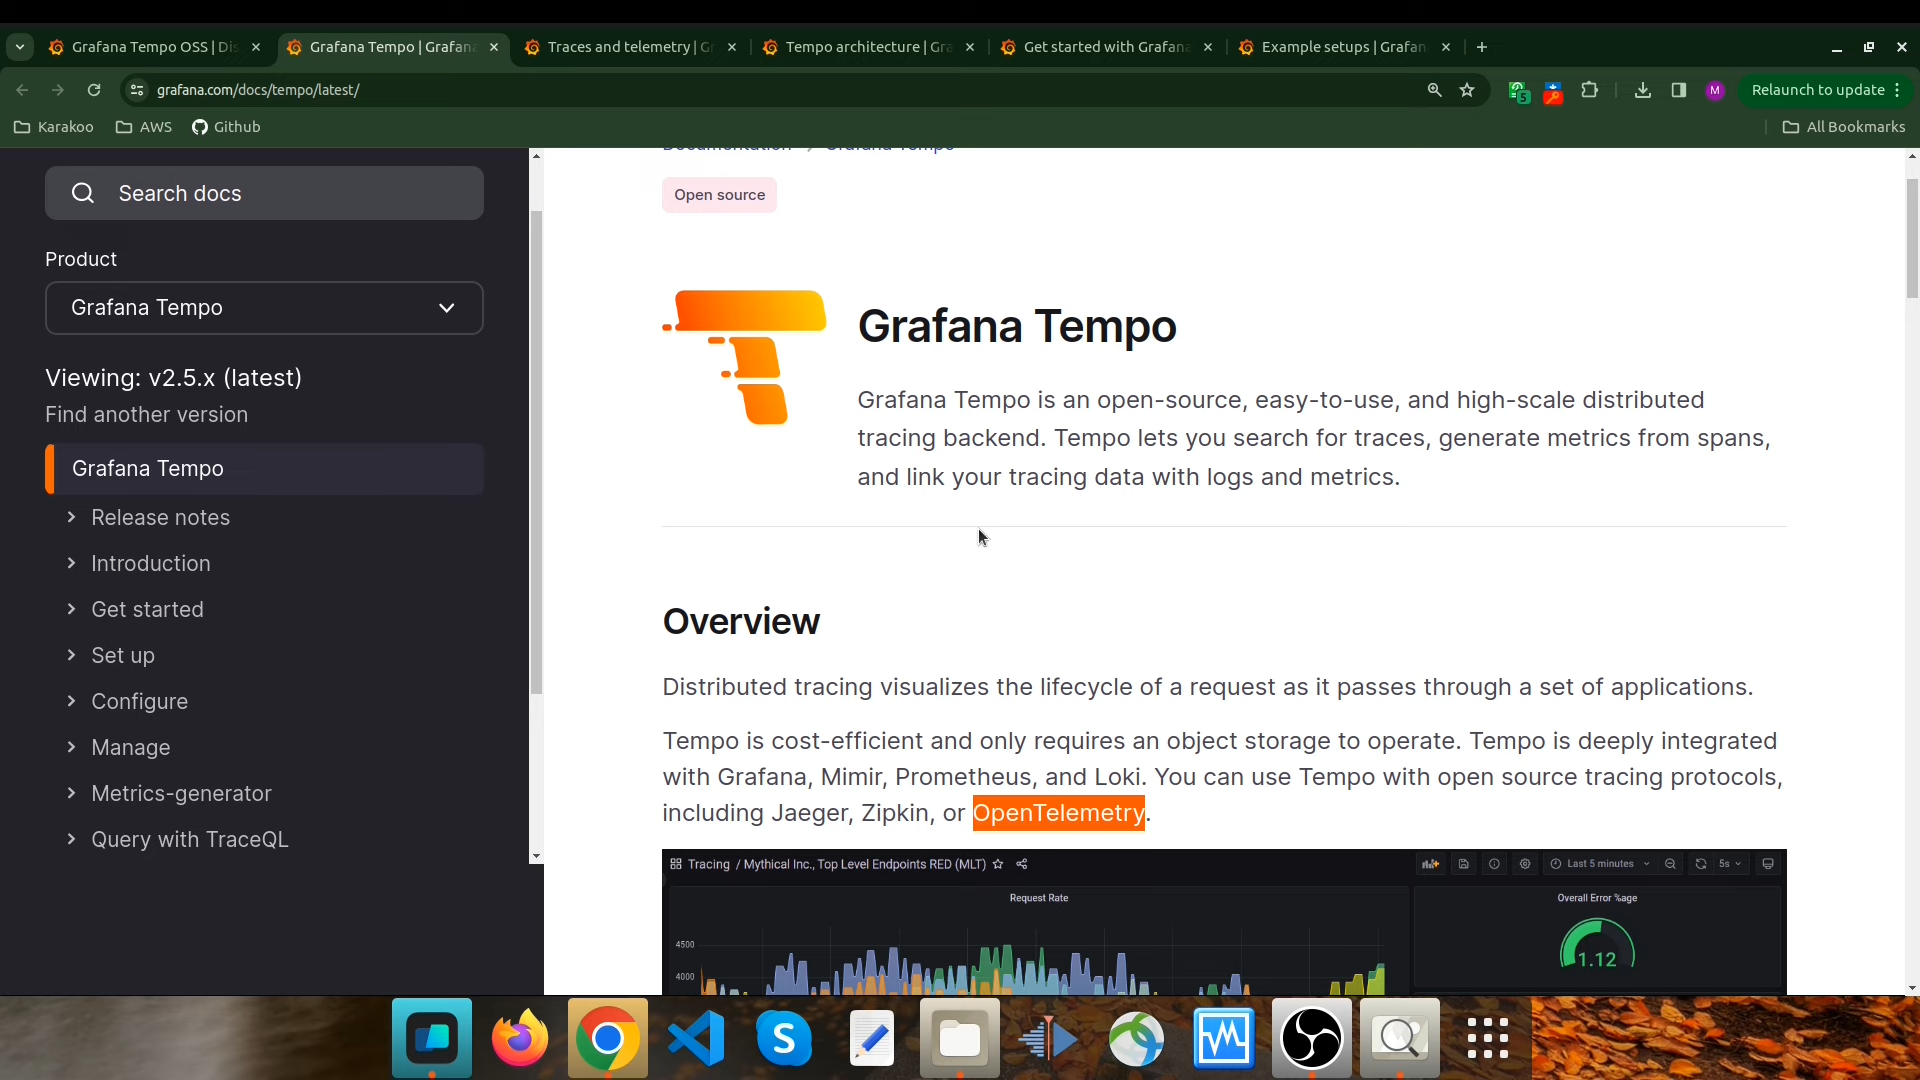 Grafana Tempo OSS | Dis
Grafana Tempo | Grafana
Traces and telemetry | G
Tempo architecture | Gra
Get started with Grafana
Example setups | Grafan
grafana.com/docs/tempo/latest/
5
M
Relaunch to update
Karakoo
AWS
Github
All Bookmarks
Search docs
Product
Grafana Tempo
Viewing: v2.5.x (latest)
Find another version
Grafana Tempo
Release notes
Introduction
Get started
Set up
Configure
Manage
Metrics-generator
Query with TraceQL
Documentation > Grafana Tempo
Open source
Grafana Tempo
Grafana Tempo is an open-source, easy-to-use, and high-scale distributed
tracing backend. Tempo lets you search for traces, generate metrics from spans,
and link your tracing data with logs and metrics.
Overview
Distributed tracing visualizes the lifecycle of a request as it passes through a set of applications.
Tempo is cost-efficient and only requires an object storage to operate. Tempo is deeply integrated
with Grafana, Mimir, Prometheus, and Loki. You can use Tempo with open source tracing protocols,
including Jaeger, Zipkin, or OpenTelemetry.
Tracing / Mythical Inc., Top Level Endpoints RED (MLT)
Last 5 minutes
5s
Request Rate
Overall Error %age
4500
4000
1.12
S